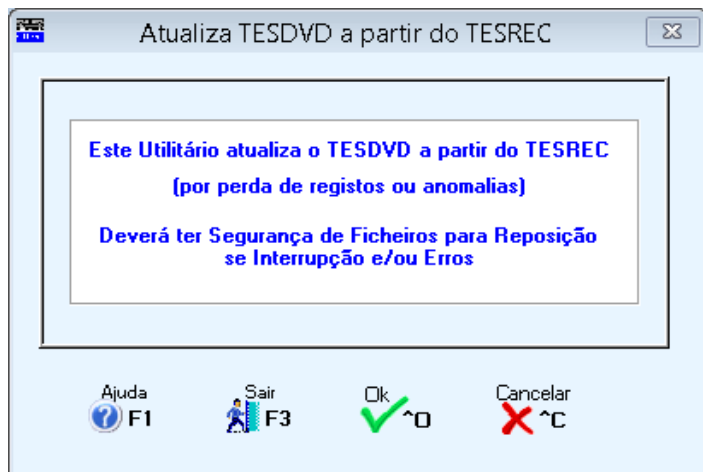 Atualiza TESDVD a partir do TESREC
Este Utilitário atualiza o TESDVD a partir do TESREC
(por perda de registos ou anomalias)
Deverá ter Segurança de Ficheiros para Reposição
se Interrupção e/ou Erros
Ajuda
F1
Sair
F3
Ok
^O
Cancelar
^C